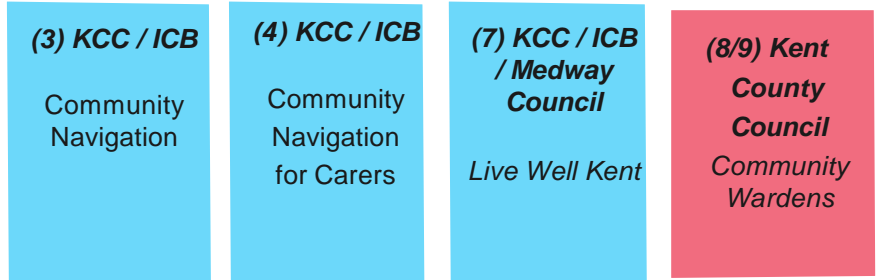 (3) KCC / ICB
Community
Navigation
(4) KCC / ICB
Community
Navigation
for Carers
(7) KCC / ICB
/ Medway
Council
Live Well Kent
(8/9) Kent
County
Council
Community
Wardens